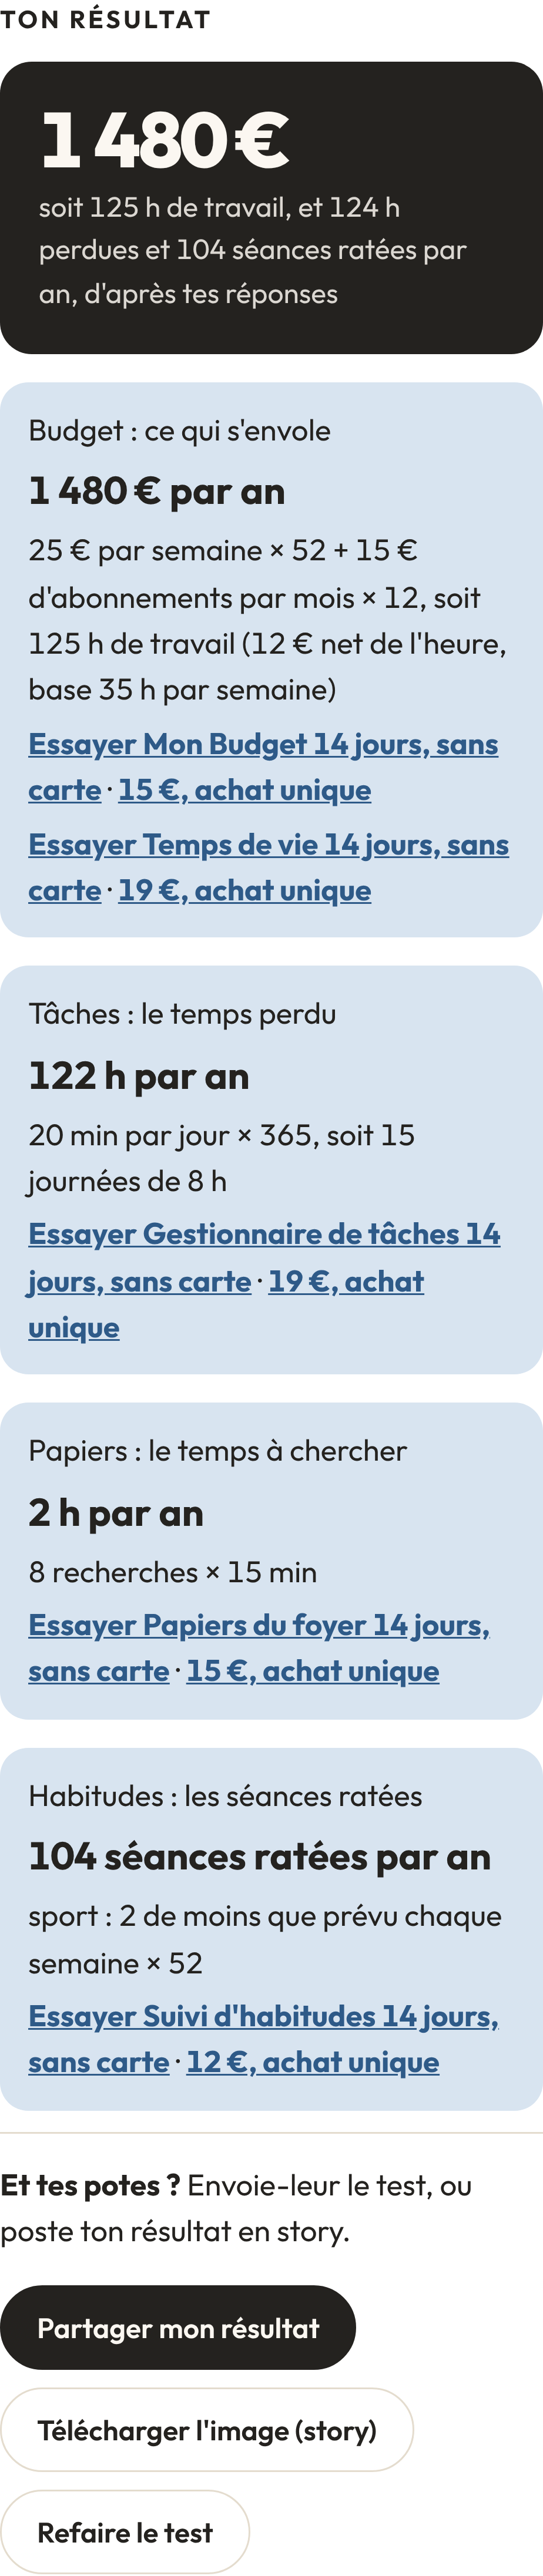 TON RÉSULTAT
1 480 €
soit 125 h de travail, et 124 h
perdues et 104 séances ratées par
an, d'après tes réponses
Budget : ce qui s'envole
1 480 € par an
25 € par semaine × 52 + 15 €
d'abonnements par mois × 12, soit
125 h de travail (12 € net de l'heure,
base 35 h par semaine)
Essayer Mon Budget 14 jours, sans
carte · 15 €, achat unique
Essayer Temps de vie 14 jours, sans
carte · 19 €, achat unique
Tâches : le temps perdu
122 h par an
20 min par jour × 365, soit 15
journées de 8 h
Essayer Gestionnaire de tâches 14
jours, sans carte · 19 €, achat
unique
Papiers : le temps à chercher
2 h par an
8 recherches × 15 min
Essayer Papiers du foyer 14 jours,
sans carte · 15 €, achat unique
Habitudes : les séances ratées
104 séances ratées par an
sport : 2 de moins que prévu chaque
semaine × 52
Essayer Suivi d'habitudes 14 jours,
sans carte · 12 €, achat unique
Et tes potes ? Envoie-leur le test, ou
poste ton résultat en story.
Partager mon résultat
Télécharger l'image (story)
Refaire le test